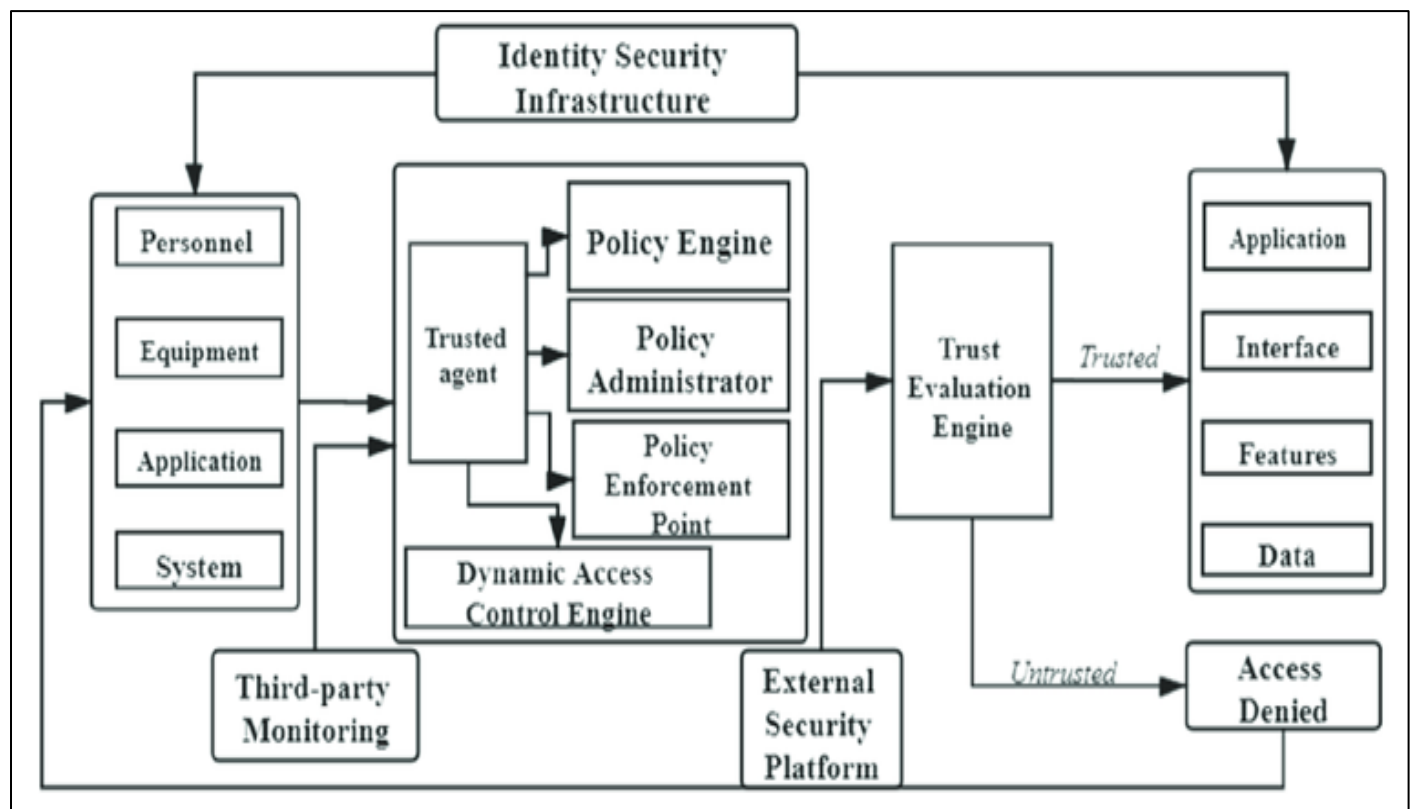 Identity Security
Infrastructure
Personnel
Equipment
Application
System
Trusted
agent
Policy Engine
Policy
Administrator
Policy
Enforcement
Point
Dynamic Access
Control Engine
Third-party
Monitoring
External
Security
Platform
Trust
Evaluation
Engine
Trusted
Untrusted
Application
Interface
Features
Data
Access
Denied